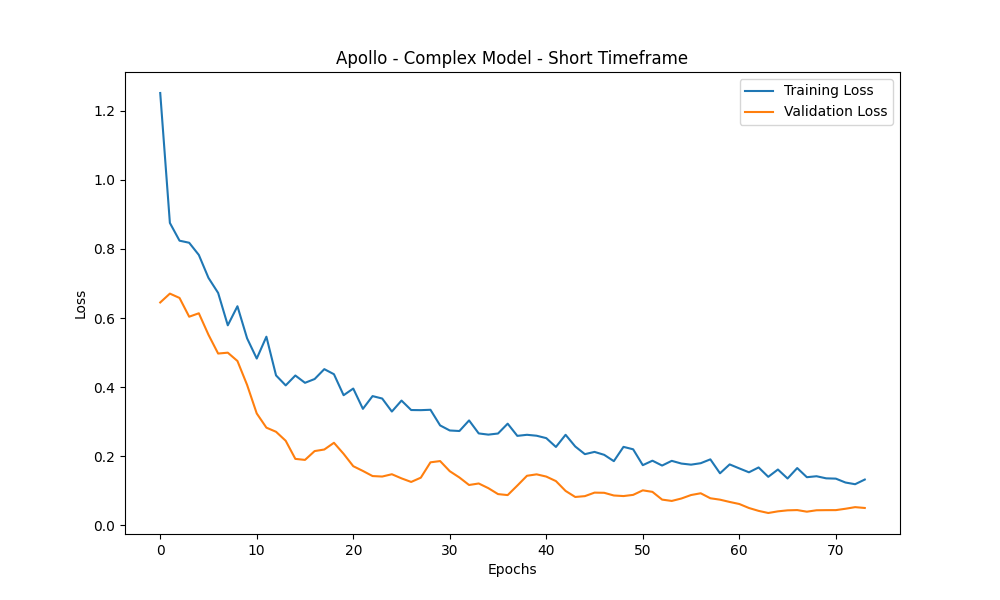 Apollo - Complex Model - Short Timeframe
Training Loss
Validation Loss
1.2
1.0
0.8
0.6
0.4
0.2
0.0
Loss
0 10 20 30 40 50 60 70
Epochs